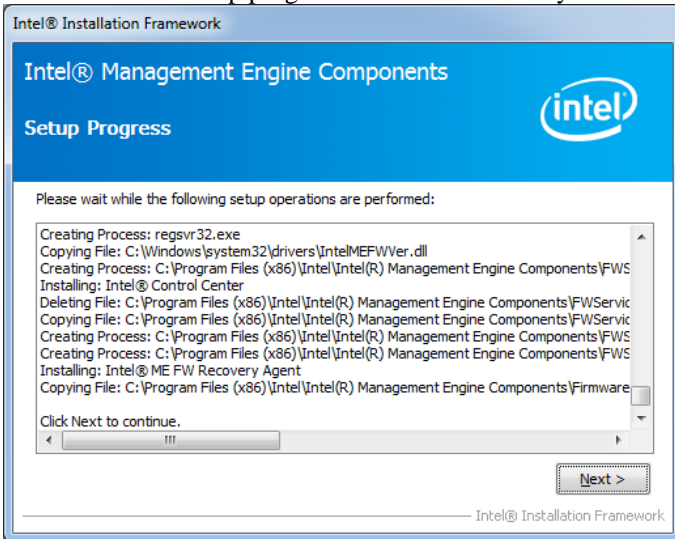 Intel® Installation Framework
Intel® Management Engine Components
intel
Setup Progress
Please wait while the following setup operations are performed:
Creating Process: regsvr32.exe
Copying File: C:\Windows\system32\drivers\IntelMEFWVer.dll
Creating Process: C:\Program Files (x86)\Intel\Intel(R) Management Engine Components\FWS
Installing: Intel® Control Center
Deleting File: C:\Program Files (x86)\Intel\Intel(R) Management Engine Components\FWServic
Copying File: C:\Program Files (x86)\Intel\Intel(R) Management Engine Components\FWServic
Creating Process: C:\Program Files (x86)\Intel\Intel(R) Management Engine Components\FWS
Creating Process: C:\Program Files (x86)\Intel\Intel(R) Management Engine Components\FWS
Installing: Intel® ME FW Recovery Agent
Copying File: C:\Program Files (x86)\Intel\Intel(R) Management Engine Components\Firmware
Click Next to continue.
Next >
Intel® Installation Framework